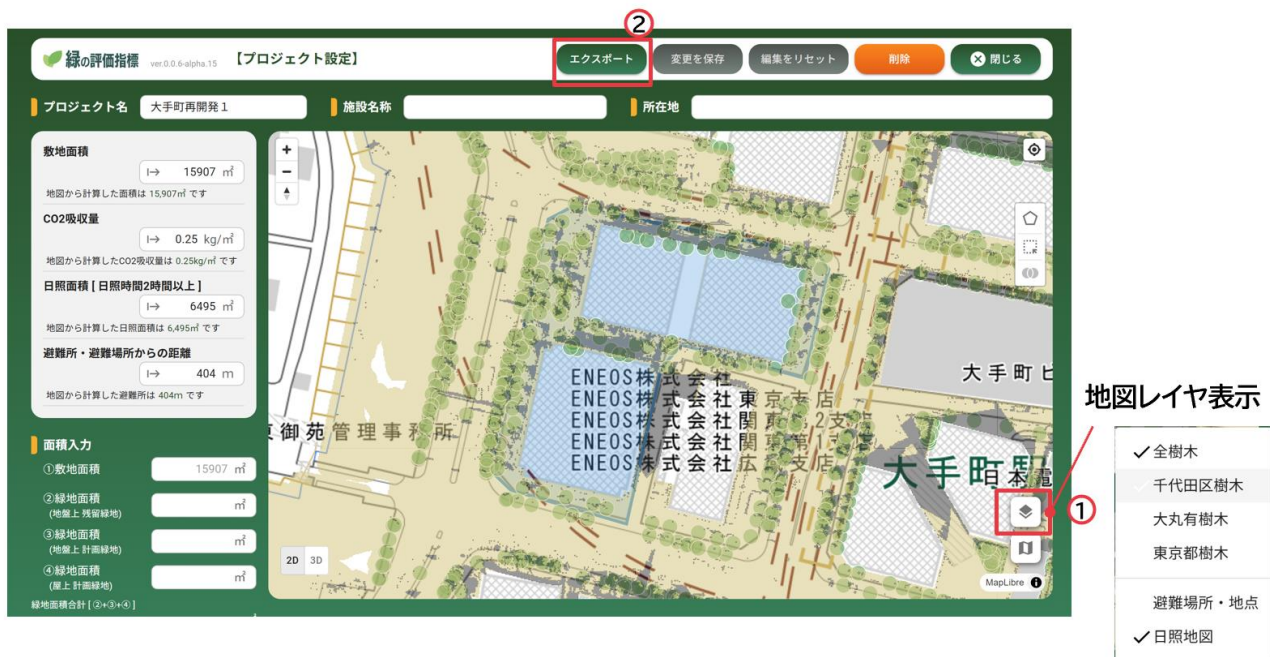 ②
緑の評価指標 ver.0.0.6-alpha.15 【プロジェクト設定】 エクスポート 変更を保存 編集をリセット 削除 閉じる
プロジェクト名 大手町再開発1 施設名称 所在地
敷地面積
15907 ㎡
地図から計算した面積は 15,907㎡ です
CO2吸収量
0.25 kg/㎡
地図から計算したCO2吸収量は 0.25kg/㎡ です
日照面積 [ 日照時間2時間以上 ]
6495 ㎡
地図から計算した日照面積は 6,495㎡ です
避難所・避難場所からの距離
404 m
地図から計算した避難所は 404m です
面積入力
①敷地面積 15907 ㎡
②緑地面積 ㎡
(地盤上 残留緑地)
③緑地面積 ㎡
(地盤上 計画緑地)
④緑地面積 ㎡
(屋上 計画緑地)
緑地面積合計 [ ②+③+④ ]
ENEOS株式会社
ENEOS株式会社東京支店
ENEOS株式会社関東第2支店
ENEOS株式会社関東第1支店
ENEOS株式会社広域支店
御苑管理事務所
大手町ビ
大手町駅
日本電
2D 3D
MapLibre
①
地図レイヤ表示
✓全樹木
千代田区樹木
大丸有樹木
東京都樹木
避難場所・地点
✓日照地図